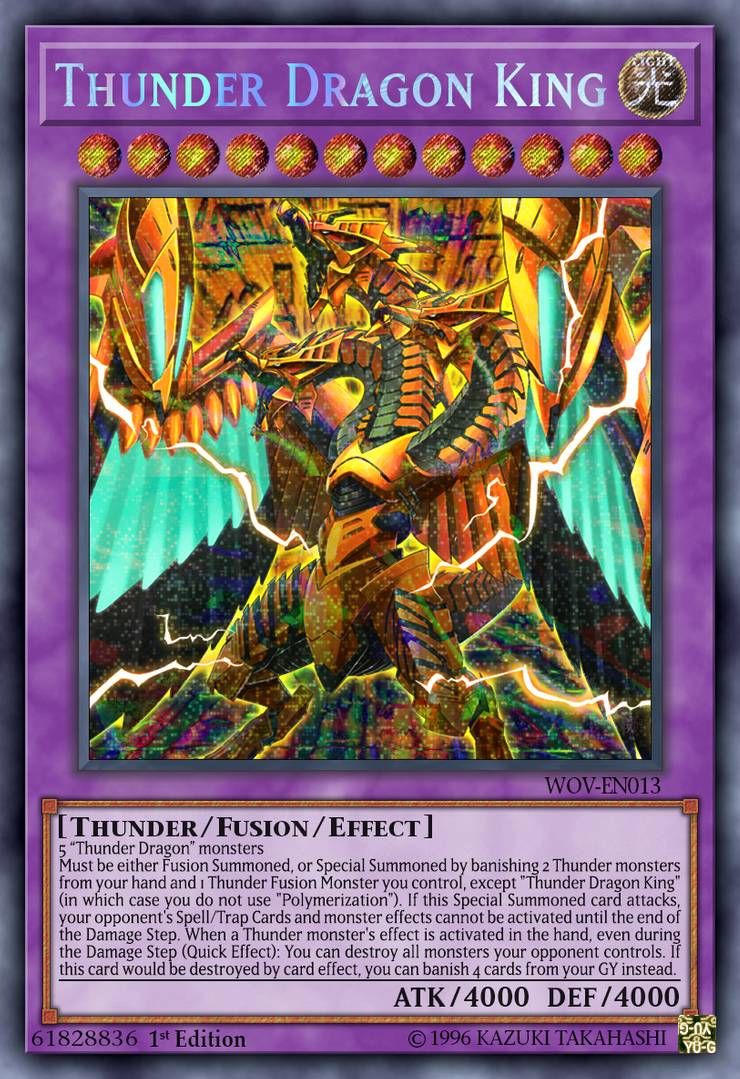 THUNDER DRAGON KING
LIGHT
光
WOV-EN013
[THUNDER/FUSION/EFFECT]
5 “Thunder Dragon” monsters
Must be either Fusion Summoned, or Special Summoned by banishing 2 Thunder monsters
from your hand and 1 Thunder Fusion Monster you control, except "Thunder Dragon King"
(in which case you do not use "Polymerization"). If this Special Summoned card attacks,
your opponent's Spell/Trap Cards and monster effects cannot be activated until the end of
the Damage Step. When a Thunder monster's effect is activated in the hand, even during
the Damage Step (Quick Effect): You can destroy all monsters your opponent controls. If
this card would be destroyed by card effect, you can banish 4 cards from your GY instead.
ATK/4000 DEF/4000
61828836 1st Edition
© 1996 KAZUKI TAKAHASHI